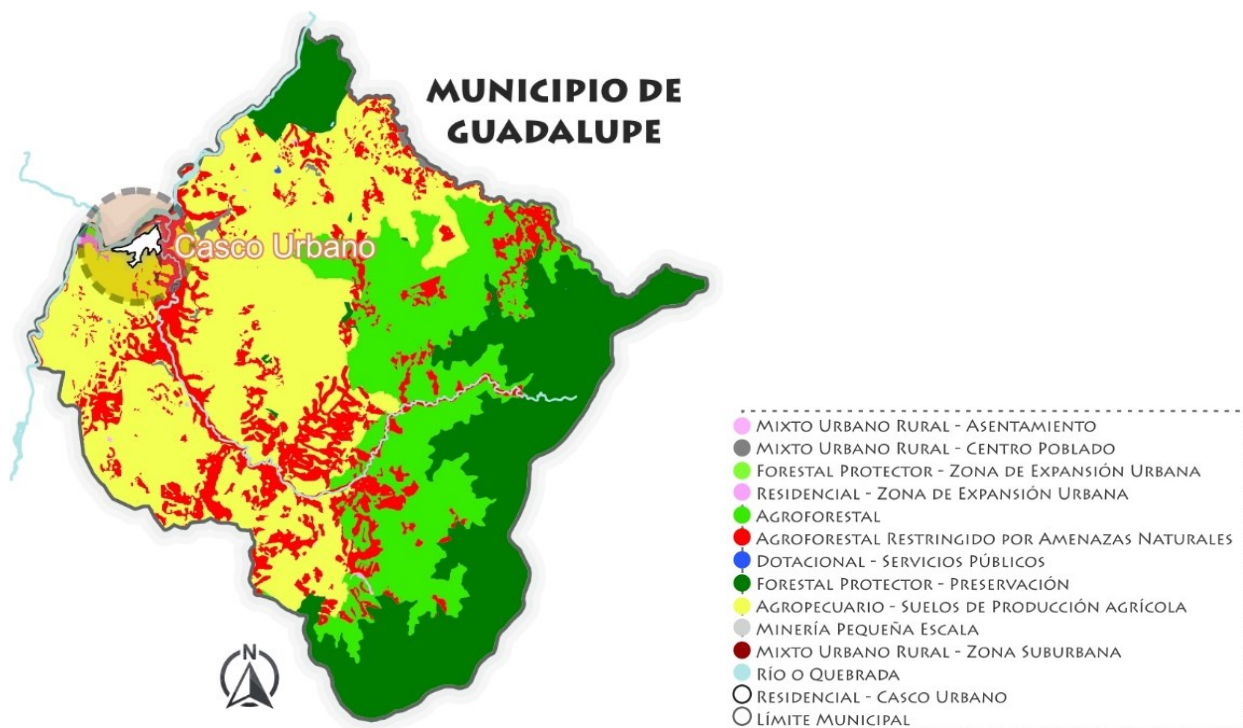 MUNICIPIO DE
GUADALUPE
Casco Urbano
N
MIXTO URBANO RURAL - ASENTAMIENTO
MIXTO URBANO RURAL - CENTRO POBLADO
FORESTAL PROTECTOR - ZONA DE EXPANSIÓN URBANA
RESIDENCIAL - ZONA DE EXPANSIÓN URBANA
AGROFORESTAL
AGROFORESTAL RESTRINGIDO POR AMENAZAS NATURALES
DOTACIONAL - SERVICIOS PÚBLICOS
FORESTAL PROTECTOR - PRESERVACIÓN
AGROPECUARIO - SUELOS DE PRODUCCIÓN AGRÍCOLA
MINERÍA PEQUEÑA ESCALA
MIXTO URBANO RURAL - ZONA SUBURBANA
RÍO O QUEBRADA
RESIDENCIAL - CASCO URBANO
LÍMITE MUNICIPAL